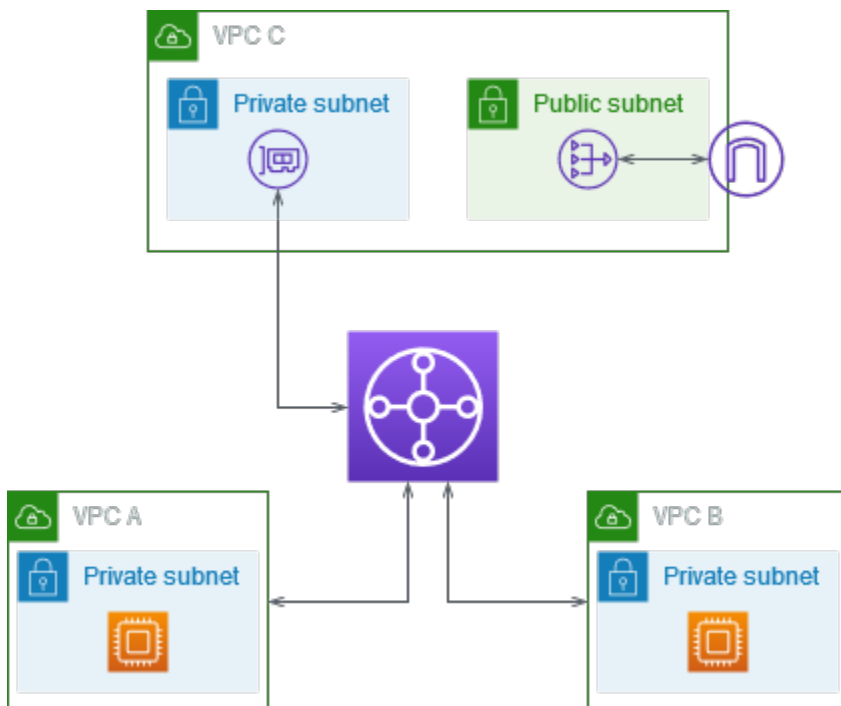 VPC C
Private subnet
Public subnet
VPC A
Private subnet
VPC B
Private subnet